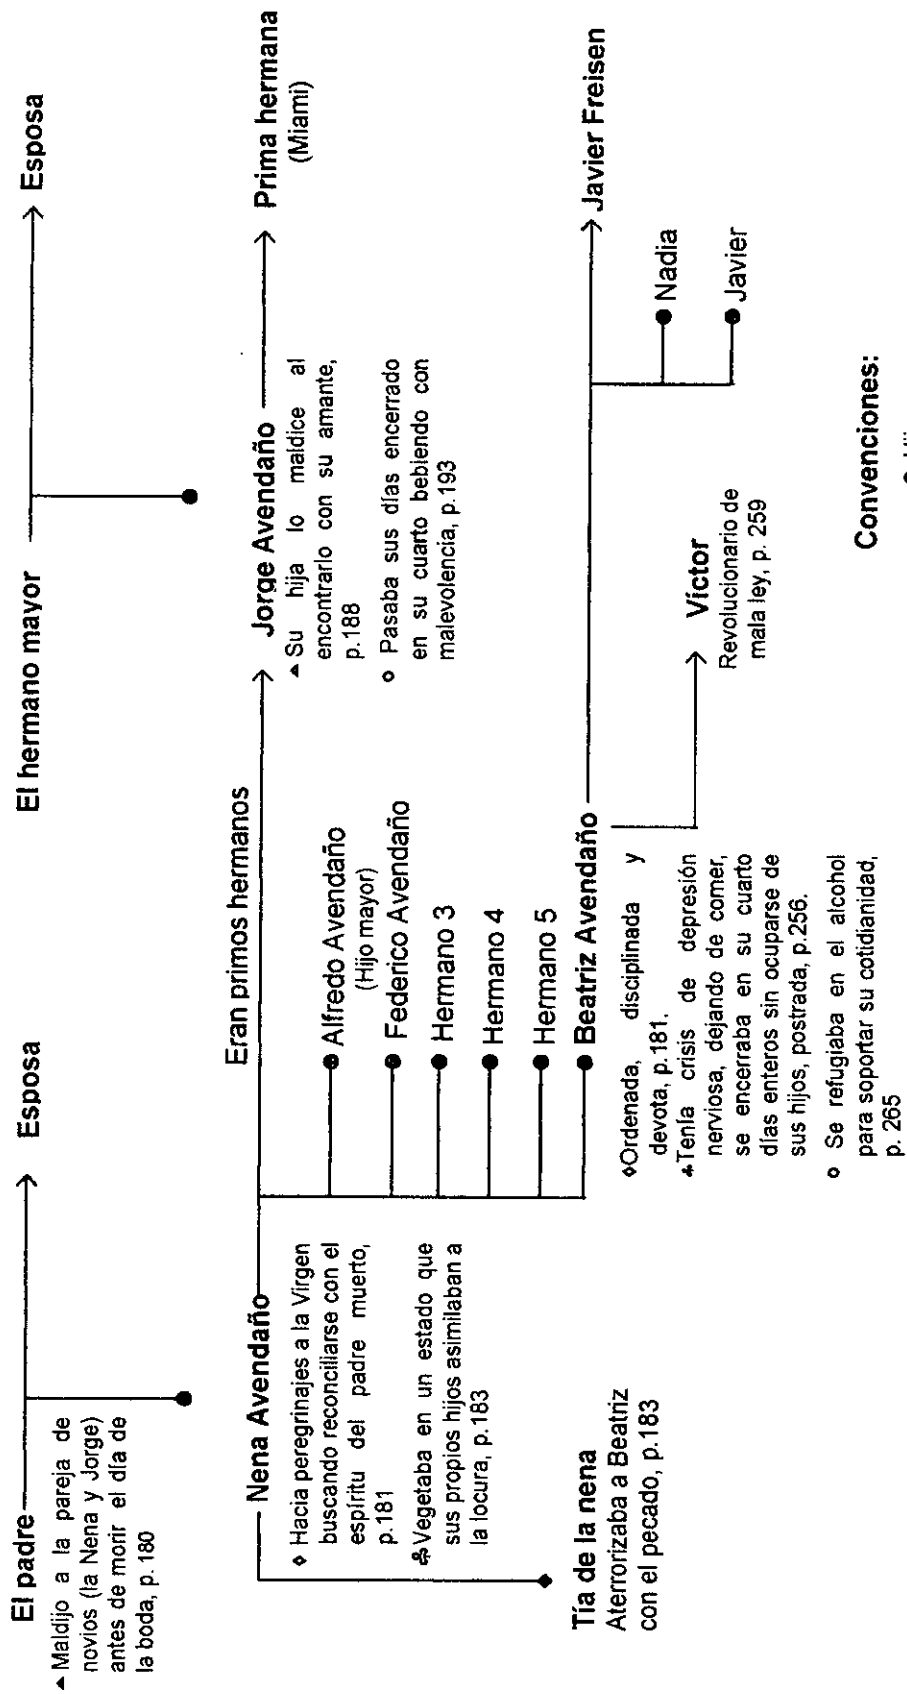 El padre
Esposa
▲ Maldijo a la pareja de
novios (la Nena y Jorge)
antes de morir el día de
la boda, p. 180
El hermano mayor
Esposa
Nena Avendaño
Eran primos hermanos
Jorge Avendaño
Prima hermana
(Miami)
◆ Hacia peregrinajes a la Virgen
buscando reconciliarse con el
espíritu del padre muerto,
p.181
♣ Vegetaba en un estado que
sus propios hijos asimilaban a
la locura, p.183
▲ Su hija lo maldice al
encontrarlo con su amante,
p.188
○ Pasaba sus días encerrado
en su cuarto bebiendo con
malevolencia, p.193
Alfredo Avendaño
(Hijo mayor)
Federico Avendaño
Hermano 3
Hermano 4
Hermano 5
Beatriz Avendaño
Javier Freisen
Tía de la nena
Aterrorizaba a Beatriz
con el pecado, p.183
◆Ordenada, disciplinada y
devota, p.181.
♣Tenía crisis de depresión
nerviosa, dejando de comer,
se encerraba en su cuarto
días enteros sin ocuparse de
sus hijos, postrada, p.256.
○ Se refugiaba en el alcohol
para soportar su cotidianidad,
p. 265
Víctor
Revolucionario de
mala ley, p. 259
Nadia
Javier
Convenciones: